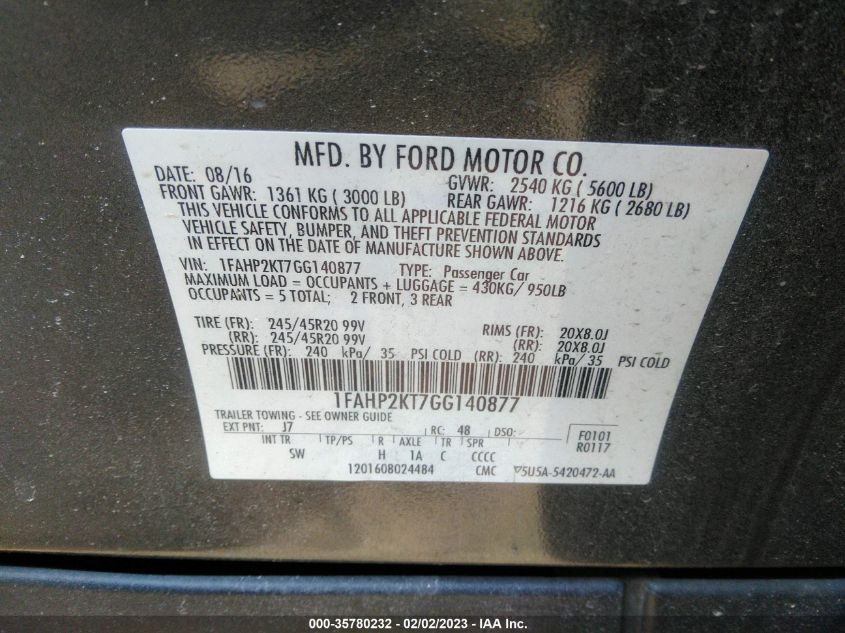 MFD. BY FORD MOTOR CO.
DATE: 08/16 GVWR: 2540 KG ( 5600 LB)
FRONT GAWR: 1361 KG ( 3000 LB) REAR GAWR: 1216 KG ( 2680 LB)
THIS VEHICLE CONFORMS TO ALL APPLICABLE FEDERAL MOTOR
VEHICLE SAFETY, BUMPER, AND THEFT PREVENTION STANDARDS
IN EFFECT ON THE DATE OF MANUFACTURE SHOWN ABOVE.
VIN: 1FAHP2KT7GG140877 TYPE: Passenger Car
MAXIMUM LOAD = OCCUPANTS + LUGGAGE = 430KG/ 950LB
OCCUPANTS = 5 TOTAL; 2 FRONT, 3 REAR
TIRE (FR): 245/45R20 99V RIMS (FR): 20X8.0J
(RR): 245/45R20 99V (RR): 20X8.0J
PRESSURE (FR): 240 kPa/ 35 PSI COLD (RR): 240 kPa/ 35 PSI COLD
1FAHP2KT7GG140877
TRAILER TOWING - SEE OWNER GUIDE
EXT PNT: J7 RC: 48 DSO: F0101
INT TR TP/PS R AXLE TR SPR R0117
SW H 1A C CCCC
1201608024484 CMC ▽5U5A-5420472-AA
000-35780232 - 02/02/2023 - IAA Inc.